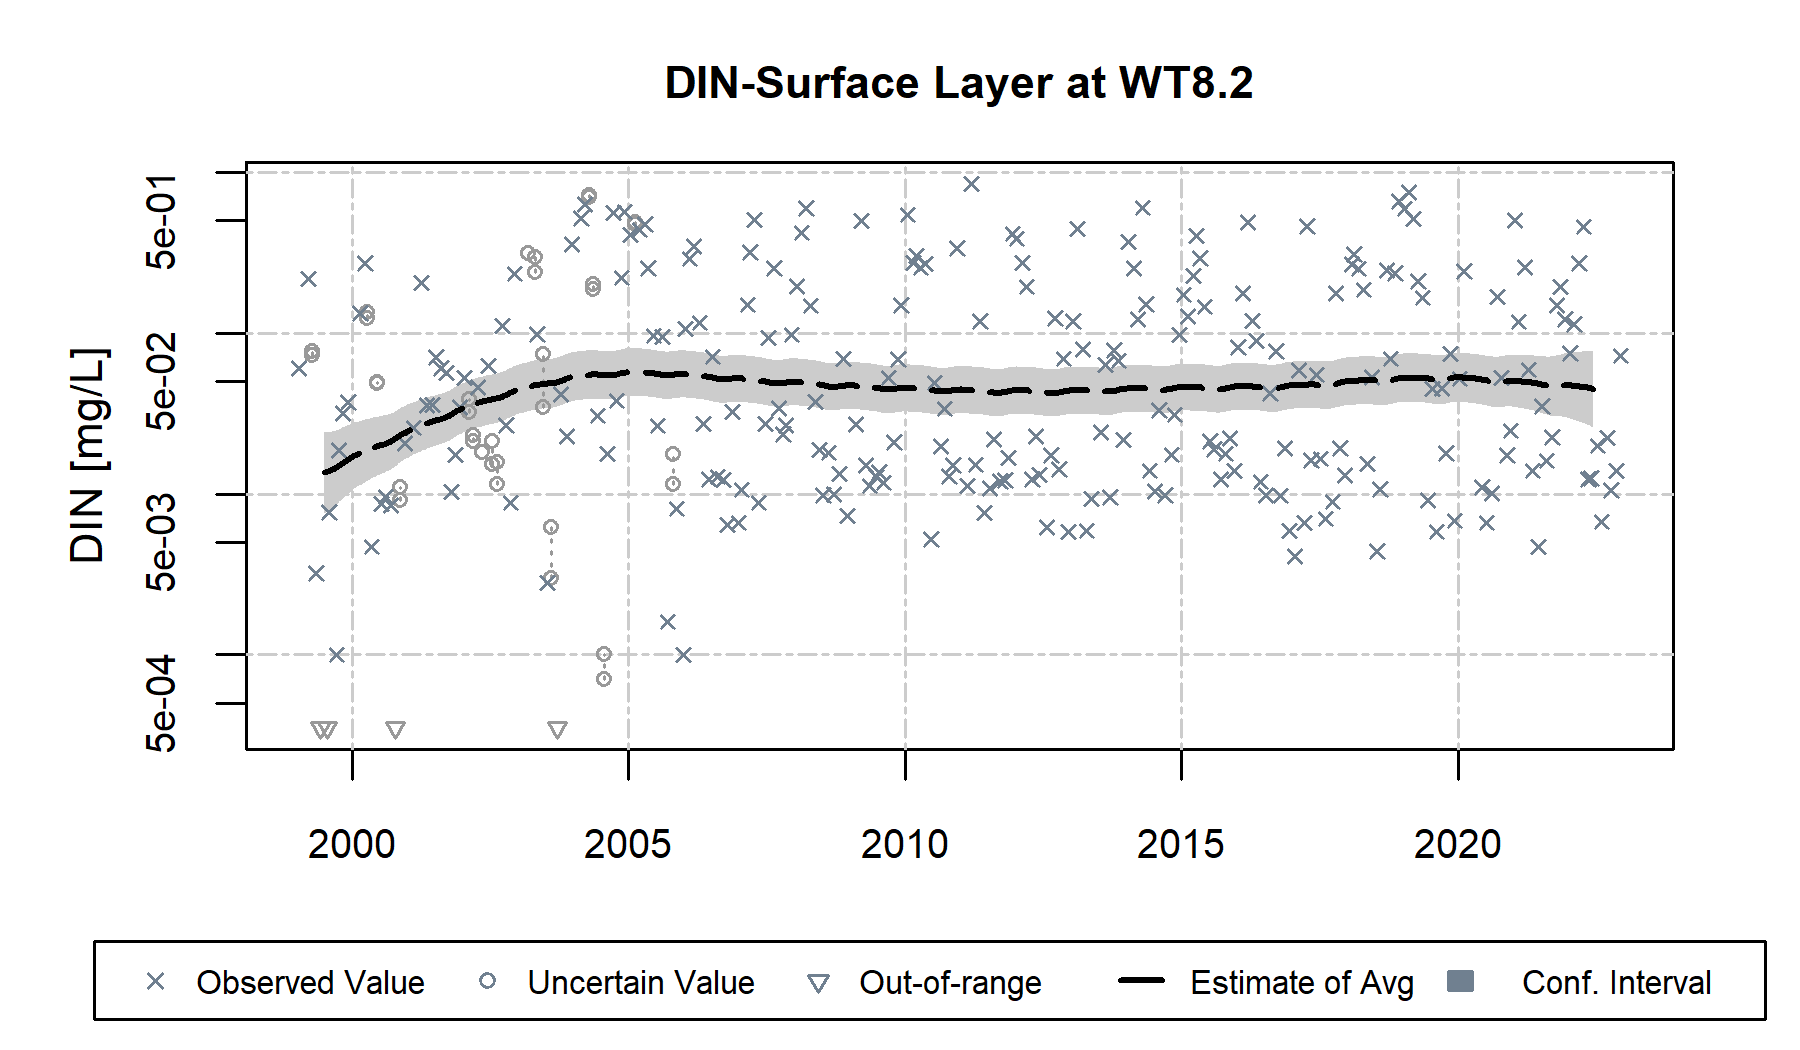 DIN-Surface Layer at WT8.2
DIN [mg/L]
5e-01
5e-02
5e-03
5e-04
2000 2005 2010 2015 2020
Observed Value Uncertain Value Out-of-range Estimate of Avg Conf. Interval